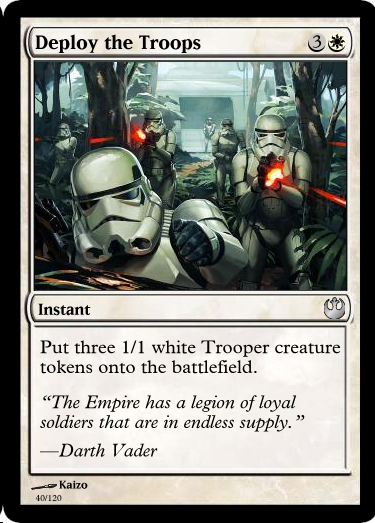 Deploy the Troops 3
Instant
Put three 1/1 white Trooper creature
tokens onto the battlefield.
“The Empire has a legion of loyal
soldiers that are in endless supply.”
—Darth Vader
Kaizo
40/120